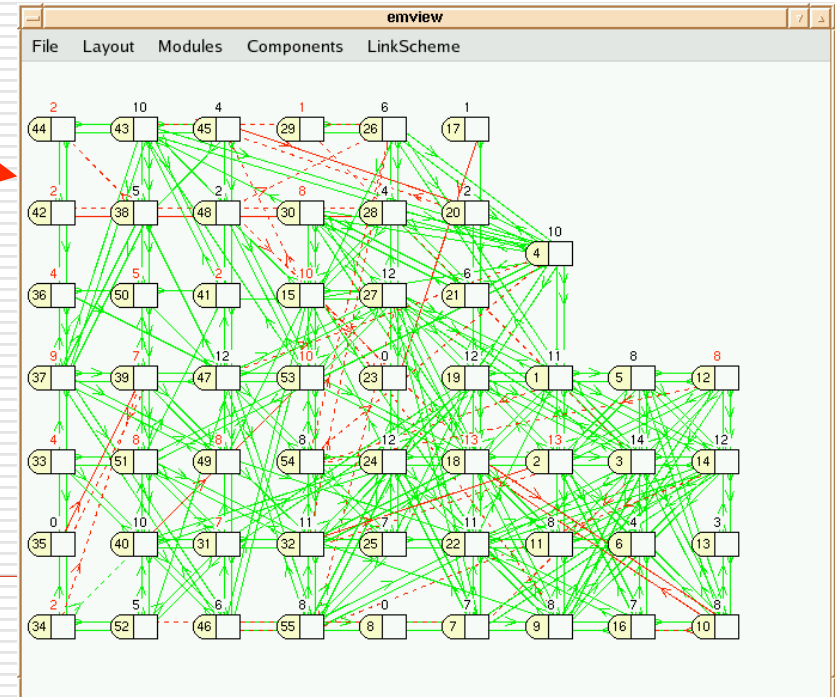 emview
File Layout Modules Components LinkScheme
2 10 4 1 6 1
44 43 45 29 26 17
2 5 2 8 4 2
42 38 48 30 28 20
10
4
4 5 2 10 12 6
36 50 41 15 27 21
9 7 12 10 0 12 11 8 8
37 39 47 53 23 19 1 5 12
4 8 8 8 12 13 13 14 12
33 51 49 54 24 18 2 3 14
0 10 7 11 7 11 8 4 3
35 40 31 32 25 22 11 6 13
2 5 6 8 0 7 8 7 8
34 52 46 55 8 7 9 16 10